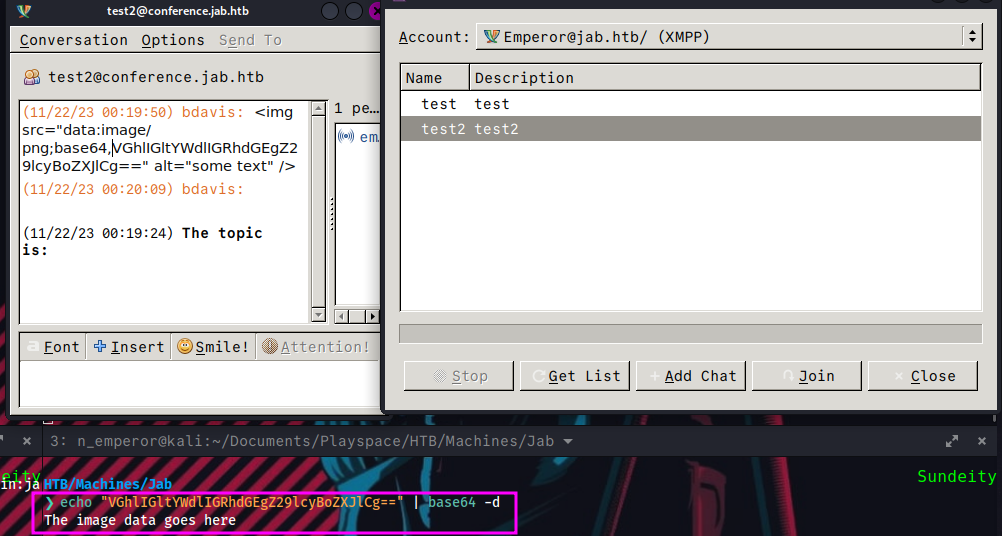 test2@conference.jab.htb
Conversation Options Send To
test2@conference.jab.htb
(11/22/23 00:19:50) bdavis: <img
src="data:image/
png;base64,VGhlIGltYWdlIGRhdGEgZ2
9lcyBoZXJlCg==" alt="some text" />
(11/22/23 00:20:09) bdavis:
(11/22/23 00:19:24) The topic
is:
1 pe…
em
Font Insert Smile! Attention!
Account: Emperor@jab.htb/ (XMPP)
Name Description
test test
test2 test2
Stop Get List Add Chat Join Close
3: n_emperor@kali:~/Documents/Playspace/HTB/Machines/Jab
eity
Sundeity
in:ja
HTB/Machines/Jab
❯ echo "VGhlIGltYWdlIGRhdGEgZ29lcyBoZXJlCg==" | base64 -d
The image data goes here